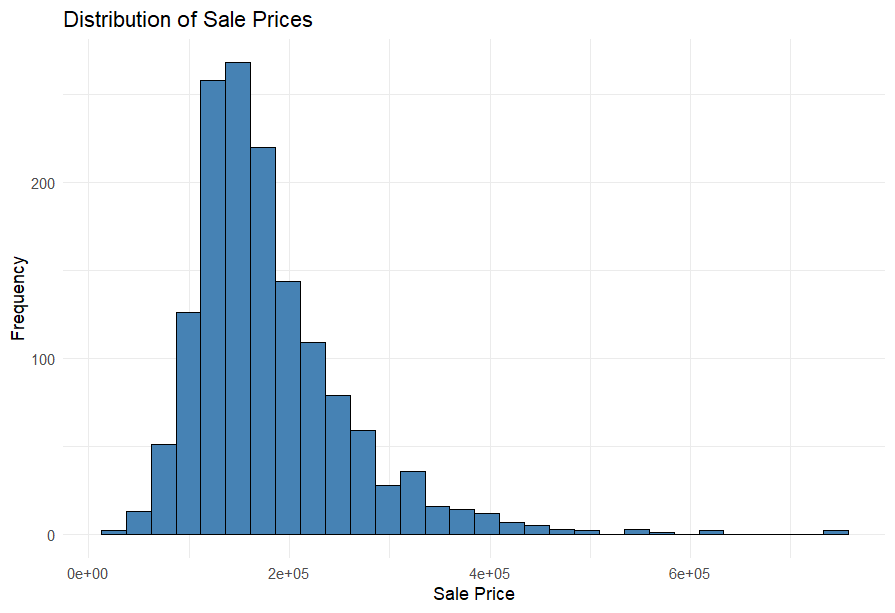 Distribution of Sale Prices
Frequency
200
100
0
0e+00 2e+05 4e+05 6e+05
Sale Price